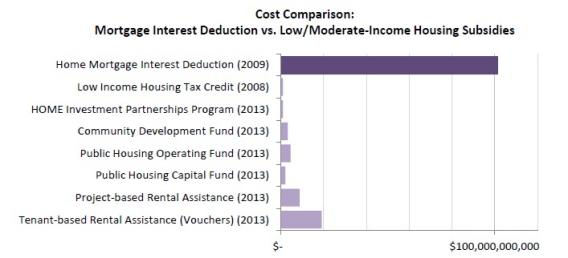 Cost Comparison:
Mortgage Interest Deduction vs. Low/Moderate-Income Housing Subsidies
Home Mortgage Interest Deduction (2009)
Low Income Housing Tax Credit (2008)
HOME Investment Partnerships Program (2013)
Community Development Fund (2013)
Public Housing Operating Fund (2013)
Public Housing Capital Fund (2013)
Project-based Rental Assistance (2013)
Tenant-based Rental Assistance (Vouchers) (2013)
$- $100,000,000,000